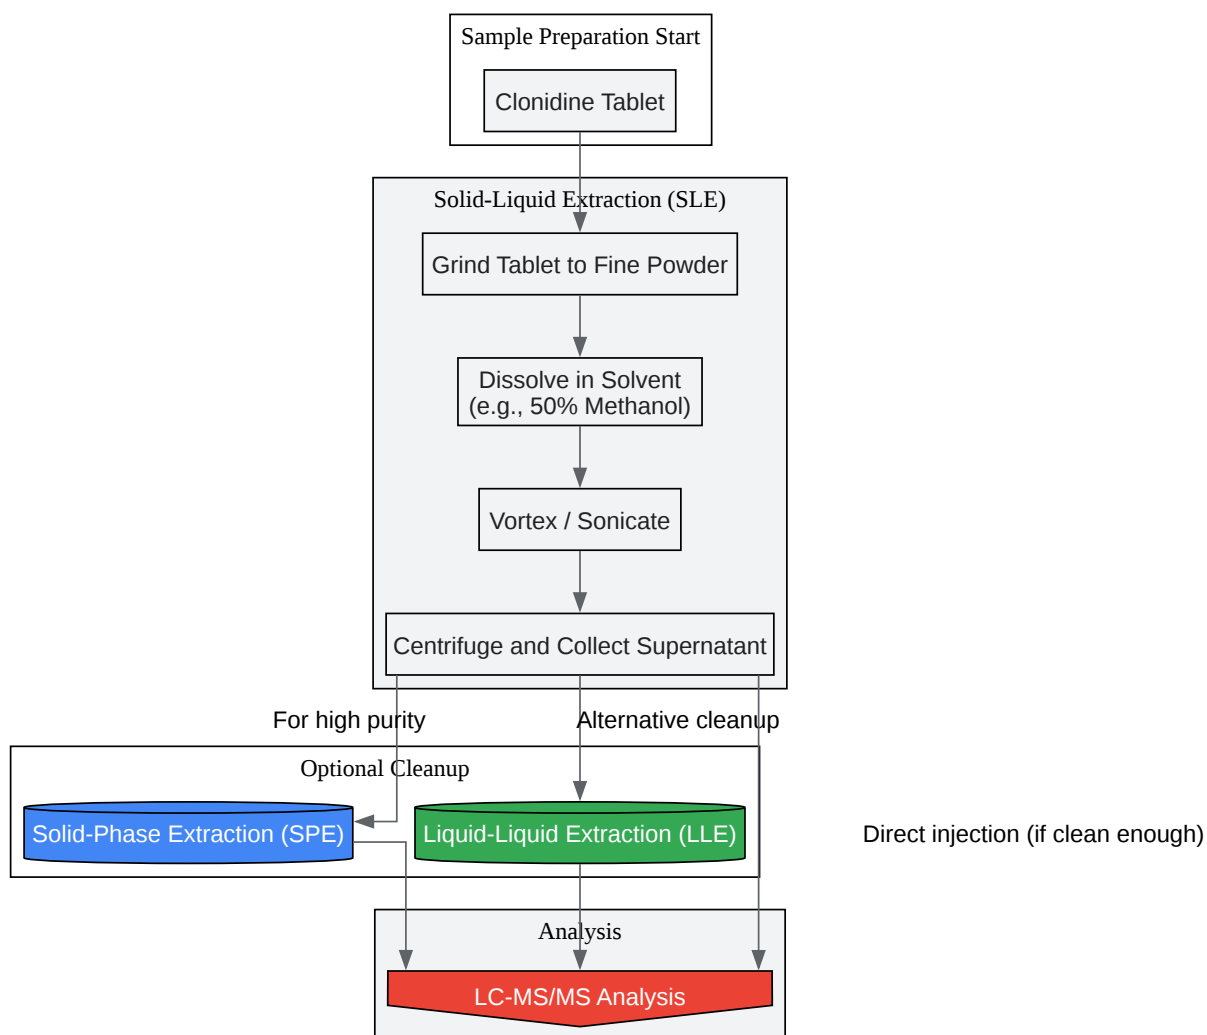 Sample Preparation Start
Clonidine Tablet
Solid-Liquid Extraction (SLE)
Grind Tablet to Fine Powder
Dissolve in Solvent
(e.g., 50% Methanol)
Vortex / Sonicate
Centrifuge and Collect Supernatant
For high purity
Alternative cleanup
Optional Cleanup
Solid-Phase Extraction (SPE)
Liquid-Liquid Extraction (LLE)
Direct injection (if clean enough)
Analysis
LC-MS/MS Analysis